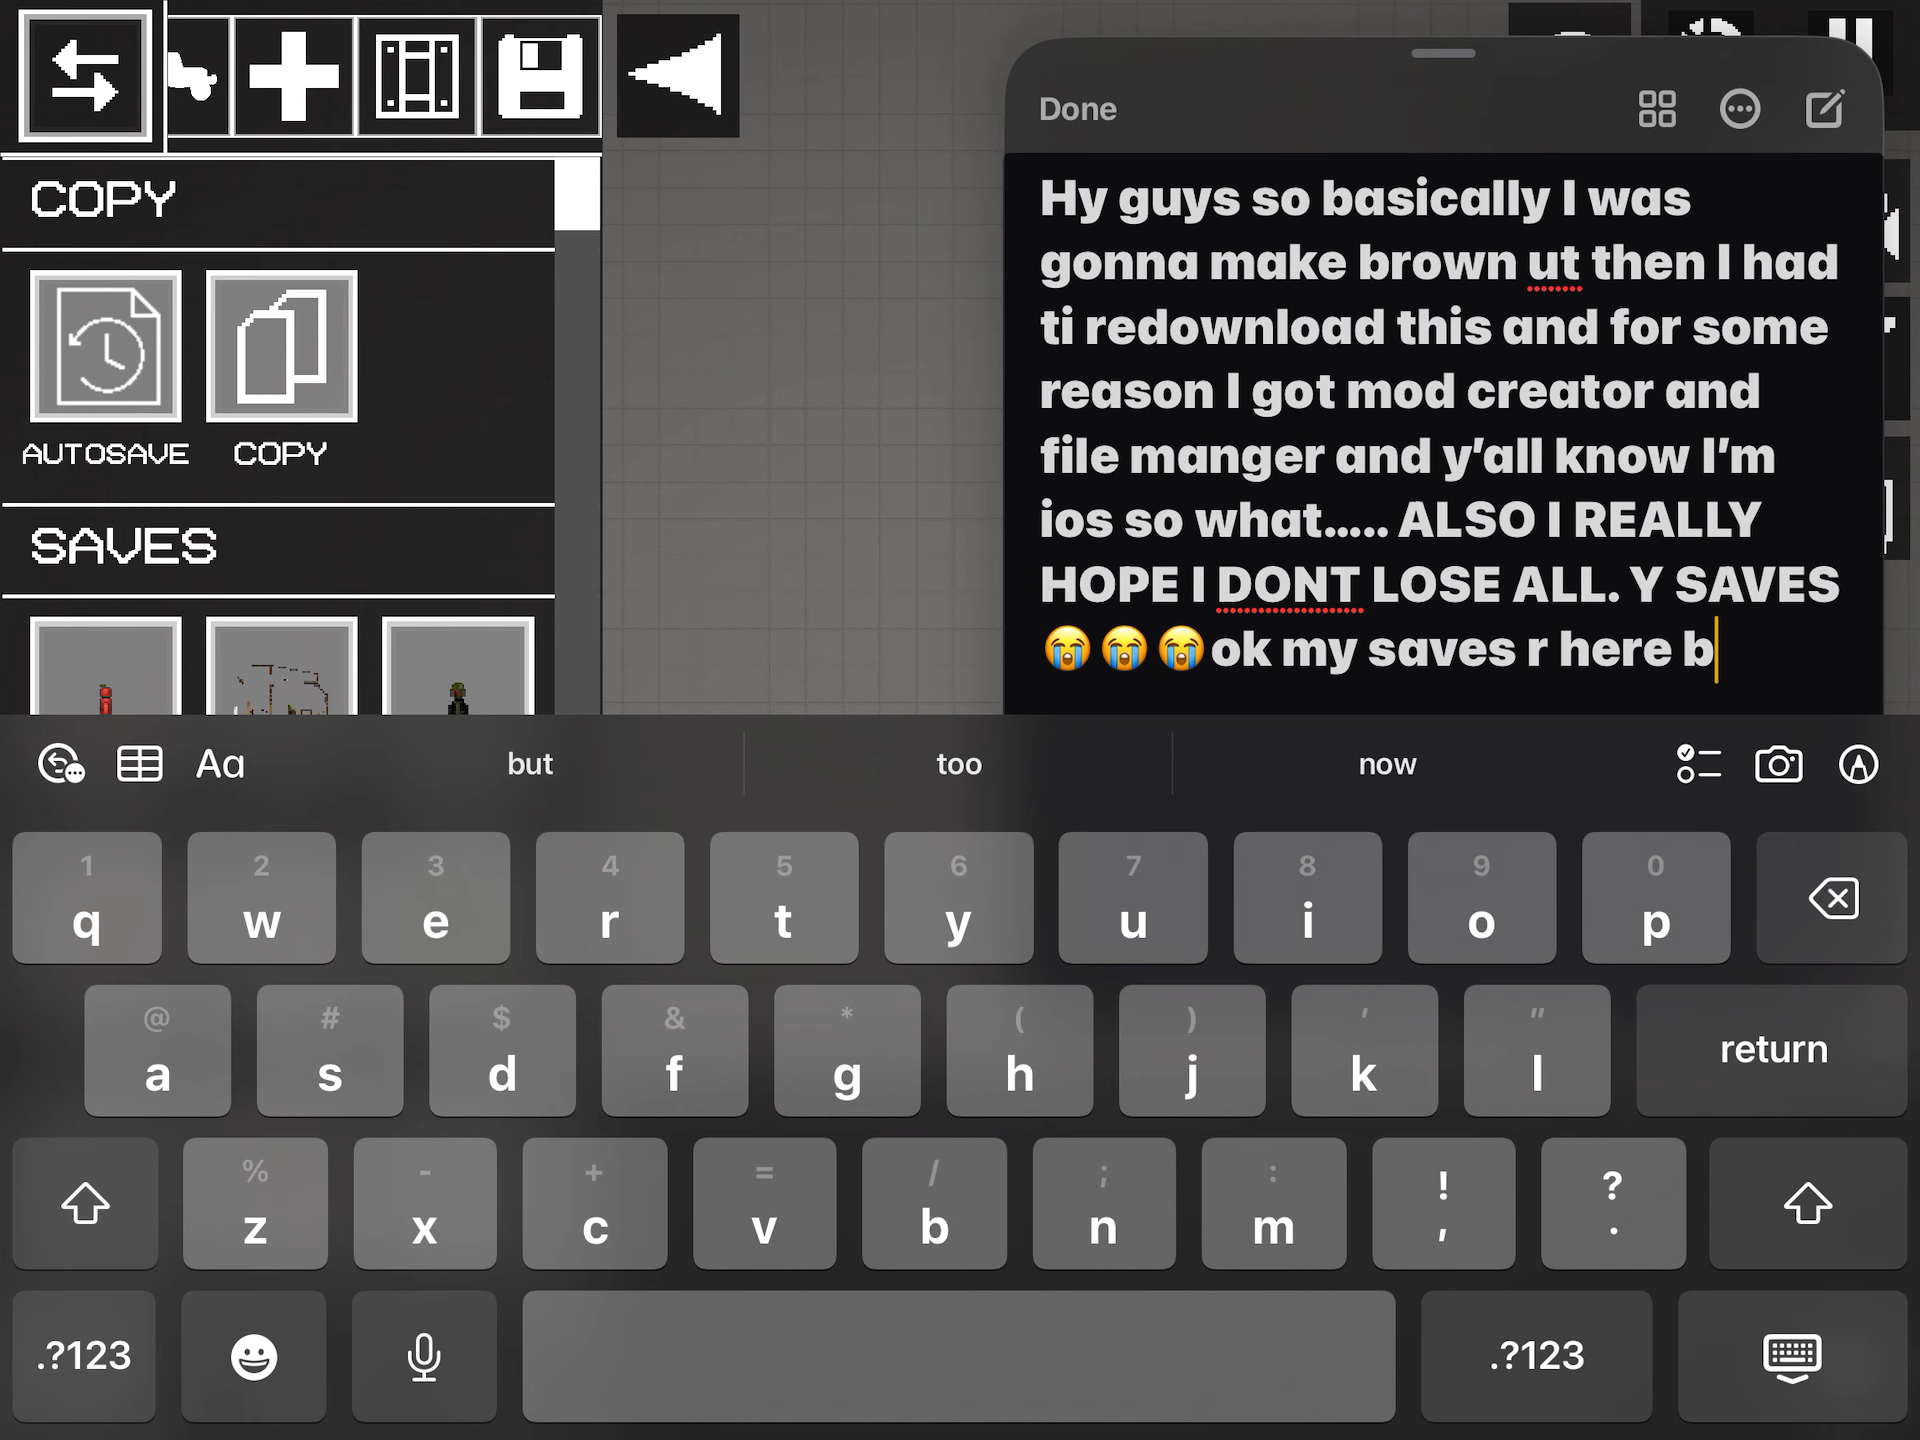 Done
Hy guys so basically I was
gonna make brown ut then I had
ti redownload this and for some
reason I got mod creator and
file manger and y’all know I’m
ios so what..... ALSO I REALLY
HOPE I DONT LOSE ALL. Y SAVES
😭😭😭ok my saves r here b
COPY
AUTOSAVE COPY
SAVES
Aa but too now
1 2 3 4 5 6 7 8 9 0
q w e r t y u i o p
@ # $ & * ( ) ' "
a s d f g h j k l return
% - + = / ; : ! ?
z x c v b n m , .
.?123 .?123